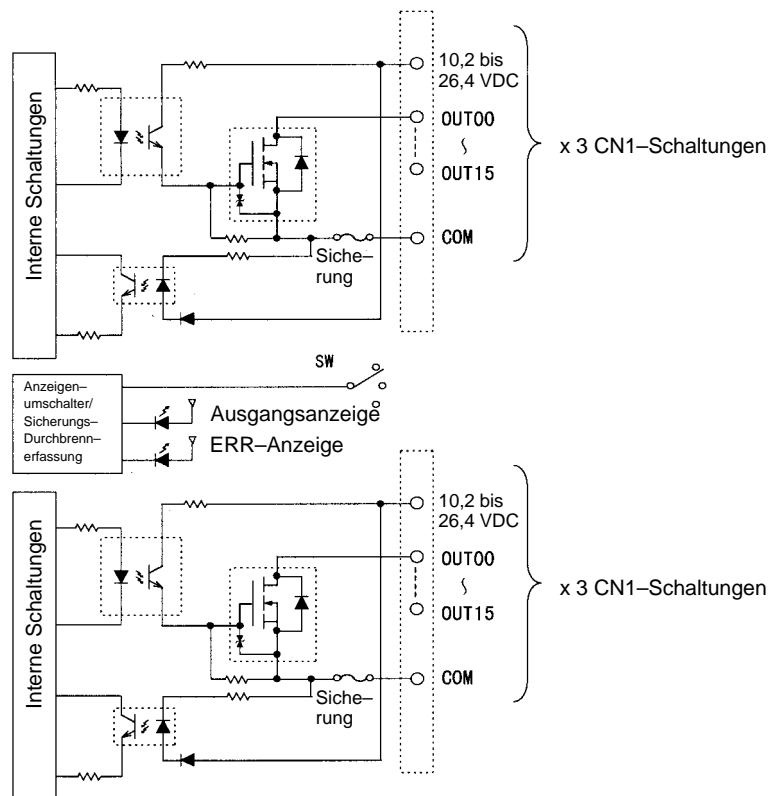 Interne Schaltungen
10,2 bis
26,4 VDC
OUT00
OUT15
COM
Siche–
rung
x 3 CN1–Schaltungen
SW
Anzeigen–
umschalter/
Sicherungs–
Durchbrenn–
erfassung
Ausgangsanzeige
ERR–Anzeige
Interne Schaltungen
10,2 bis
26,4 VDC
OUT00
OUT15
COM
Siche–
rung
x 3 CN1–Schaltungen